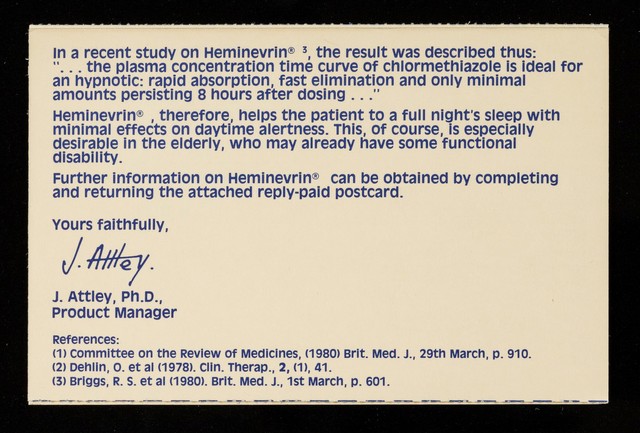 In a recent study on Heminevrin® ³, the result was described thus:
". . . the plasma concentration time curve of chlormethiazole is ideal for
an hypnotic: rapid absorption, fast elimination and only minimal
amounts persisting 8 hours after dosing . . ."
Heminevrin® , therefore, helps the patient to a full night's sleep with
minimal effects on daytime alertness. This, of course, is especially
desirable in the elderly, who may already have some functional
disability.
Further information on Heminevrin® can be obtained by completing
and returning the attached reply-paid postcard.
Yours faithfully,
J. Attley.
J. Attley, Ph.D.,
Product Manager
References:
(1) Committee on the Review of Medicines, (1980) Brit. Med. J., 29th March, p. 910.
(2) Dehlin, O. et al (1978). Clin. Therap., 2, (1), 41.
(3) Briggs, R. S. et al (1980). Brit. Med. J., 1st March, p. 601.